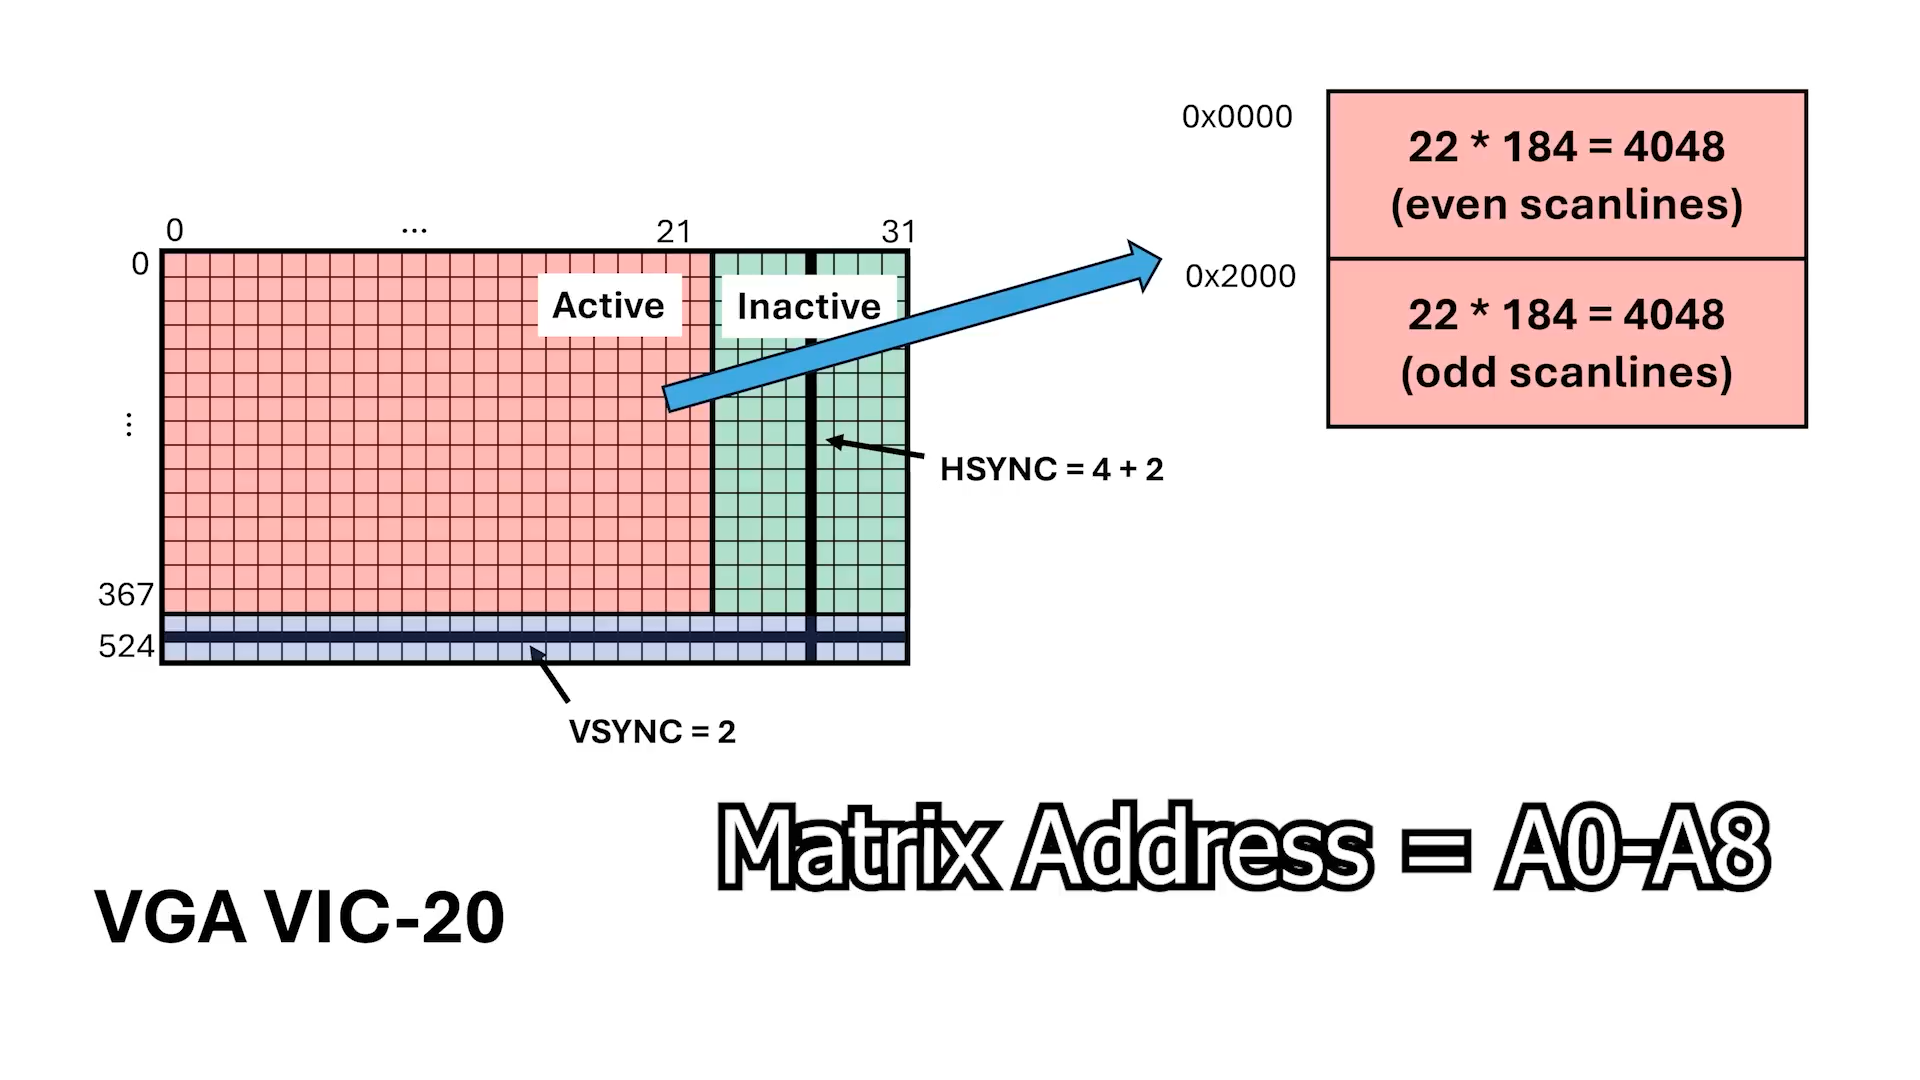 0x0000
22 * 184 = 4048
(even scanlines)
0 ... 21 31
0
Active
Inactive
0x2000
22 * 184 = 4048
(odd scanlines)
...
HSYNC = 4 + 2
367
524
VSYNC = 2
Matrix Address = A0-A8
VGA VIC-20